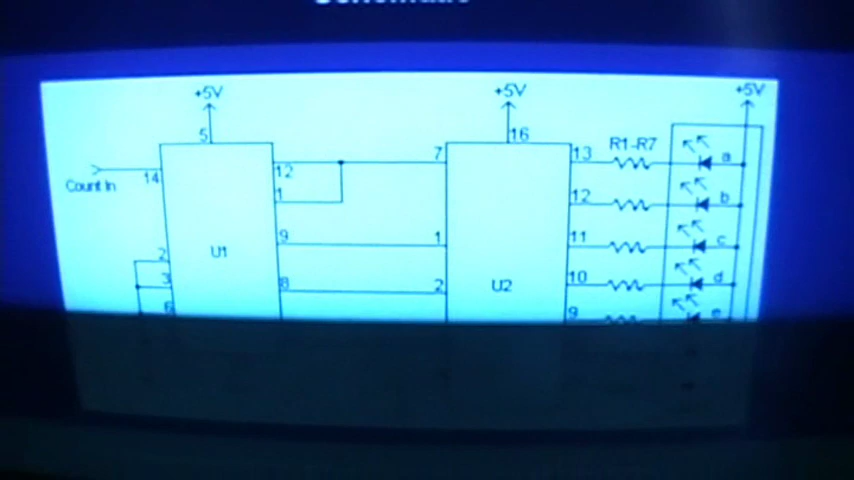 +5V +5V +5V
5 16 R1-R7
14 12 7 13 a
Count In 1 12 b
9 1 11 c
2 U1
3 8 2 U2 10 d
6 9 e